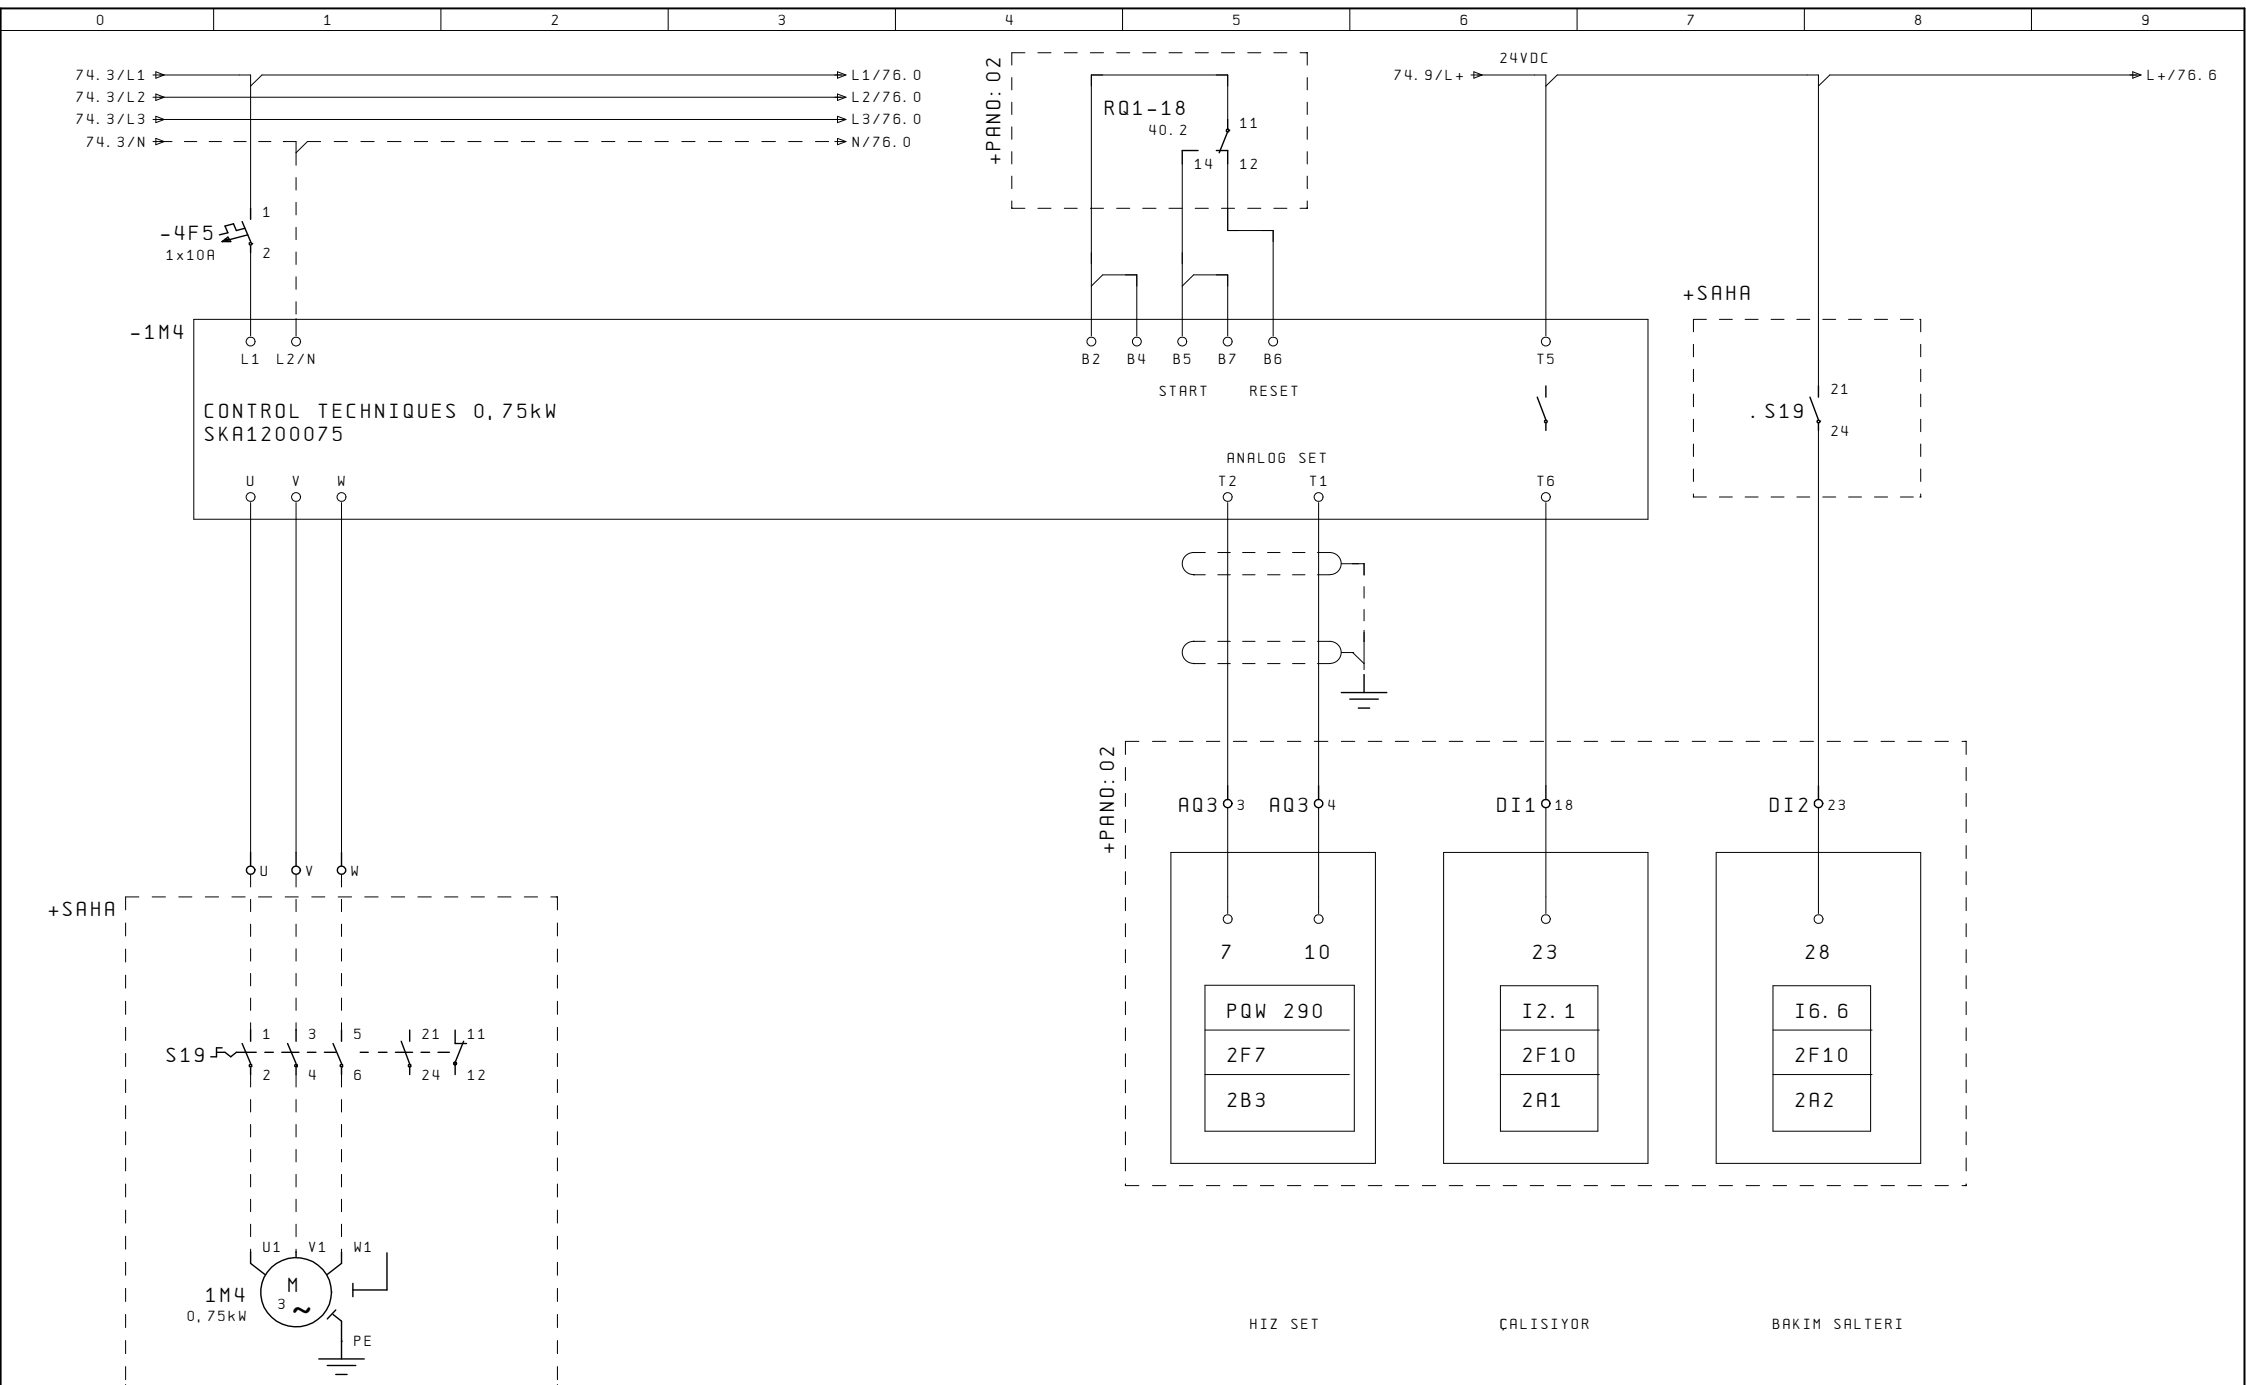 0 1 2 3 4 5 6 7 8 9
74.3/L1 L1/76.0
74.3/L2 L2/76.0
74.3/L3 L3/76.0
74.3/N N/76.0
+PANO:02
RQ1-18
40.2
11
14 12
24VDC
74.9/L+ L+/76.6
-4F5
1x10A
1
2
+SAHA
-1M4
L1 L2/N B2 B4 B5 B7 B6 T5
START RESET
CONTROL TECHNIQUES 0,75kW
SKA1200075
.S19
21
24
ANALOG SET
U V W T2 T1 T6
+PANO:02
AQ3 3 AQ3 4 DI1 18 DI2 23
U V W
+SAHA
7 10 23 28
PQW 290 I2.1 I6.6
2F7 2F10 2F10
2B3 2A1 2A2
S19
1 3 5 21 11
2 4 6 24 12
U1 V1 W1
M
3 ~
1M4
0,75kW
PE
HIZ SET ÇALISIYOR BAKIM SALTERI